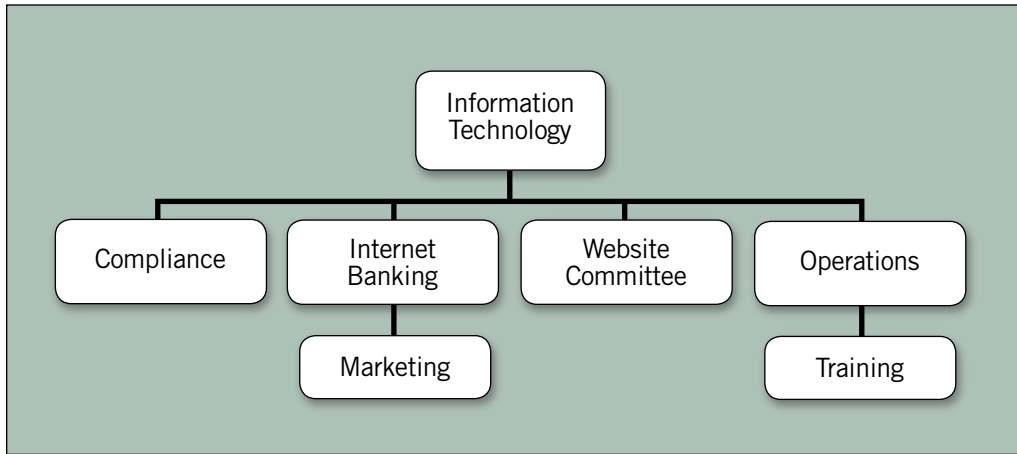 Information
Technology
Compliance
Internet
Banking
Website
Committee
Operations
Marketing
Training